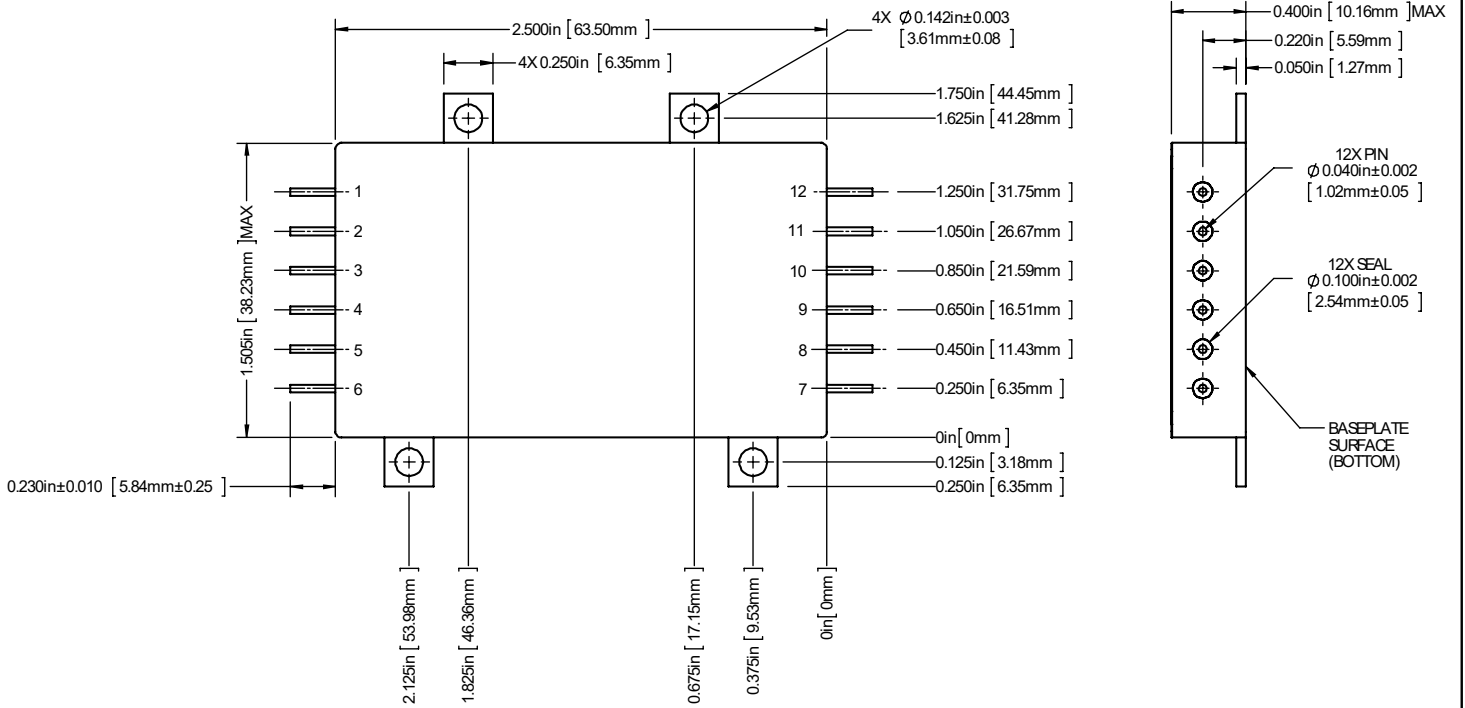 2.500in [ 63.50mm ]
4X 0.250in [ 6.35mm ]
4X Ø 0.142in±0.003
[ 3.61mm±0.08 ]
1.750in [ 44.45mm ]
1.625in [ 41.28mm ]
1.505in [ 38.23mm ] MAX
1
2
3
4
5
6
12
11
10
9
8
7
1.250in [ 31.75mm ]
1.050in [ 26.67mm ]
0.850in [ 21.59mm ]
0.650in [ 16.51mm ]
0.450in [ 11.43mm ]
0.250in [ 6.35mm ]
0in [ 0mm ]
0.125in [ 3.18mm ]
0.250in [ 6.35mm ]
0.230in±0.010 [ 5.84mm±0.25 ]
2.125in [ 53.98mm ]
1.825in [ 46.36mm ]
0.675in [ 17.15mm ]
0.375in [ 9.53mm ]
0in [ 0mm ]
0.400in [ 10.16mm ] MAX
0.220in [ 5.59mm ]
0.050in [ 1.27mm ]
12X PIN
Ø 0.040in±0.002
[ 1.02mm±0.05 ]
12X SEAL
Ø 0.100in±0.002
[ 2.54mm±0.05 ]
BASEPLATE
SURFACE
(BOTTOM)